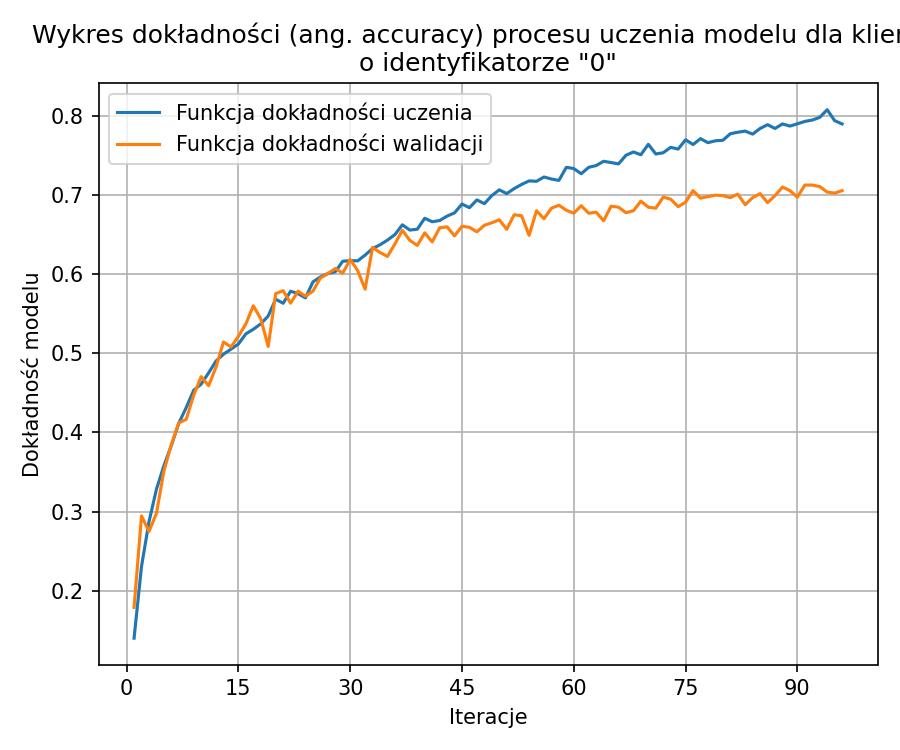 Wykres dokładności (ang. accuracy) procesu uczenia modelu dla
o identyfikatorze "0"
Funkcja dokładności uczenia
Funkcja dokładności walidacji
0.8
0.7
0.6
0.5
0.4
0.3
0.2
Dokładność modelu
0 15 30 45 60 75 90
Iteracje